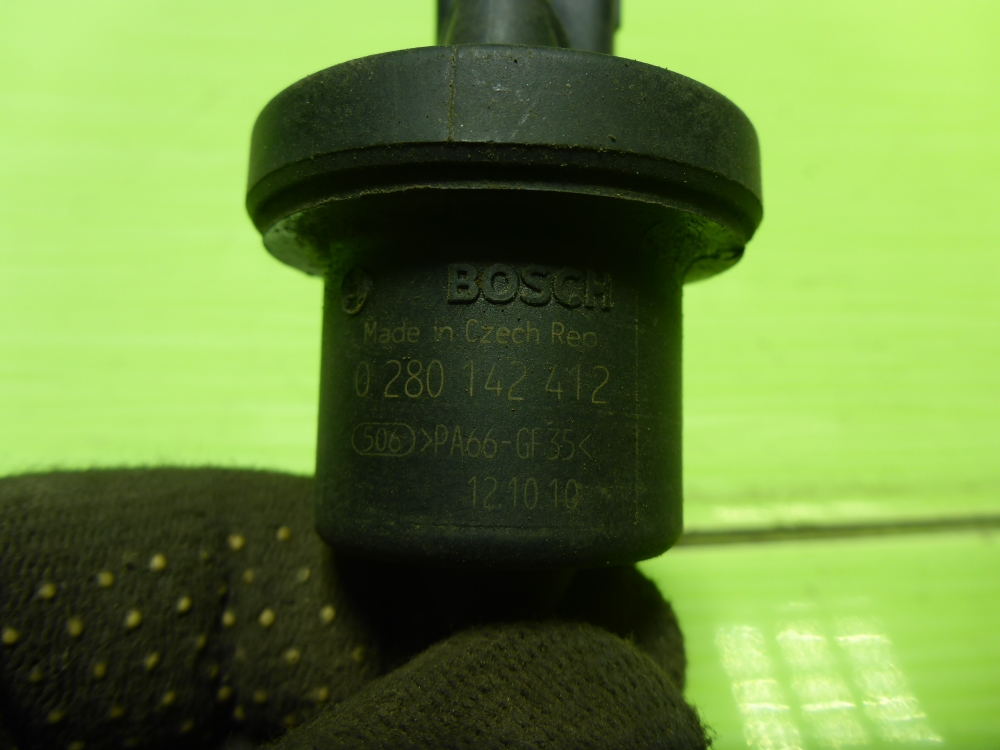 BOSCH
Made in Czech Rep
0 280 142 412
506 >PA66-GF35<
12.10 10